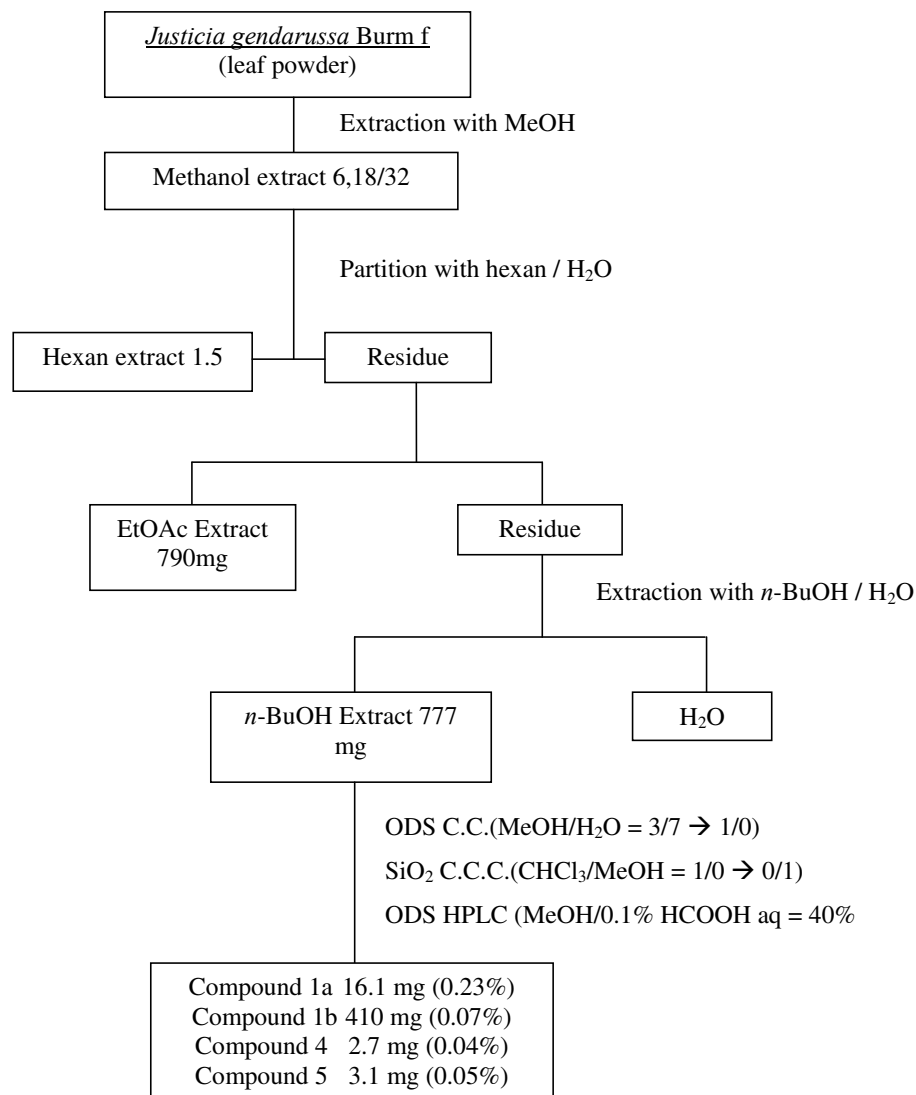 Justicia gendarussa Burm f
(leaf powder)
Extraction with MeOH
Methanol extract 6,18/32
Partition with hexan / H₂O
Hexan extract 1.5
Residue
EtOAc Extract
790mg
Residue
Extraction with n-BuOH / H₂O
n-BuOH Extract 777
mg
H₂O
ODS C.C.(MeOH/H₂O = 3/7 → 1/0)
SiO₂ C.C.C.(CHCl₃/MeOH = 1/0 → 0/1)
ODS HPLC (MeOH/0.1% HCOOH aq = 40%
Compound 1a 16.1 mg (0.23%)
Compound 1b 410 mg (0.07%)
Compound 4 2.7 mg (0.04%)
Compound 5 3.1 mg (0.05%)